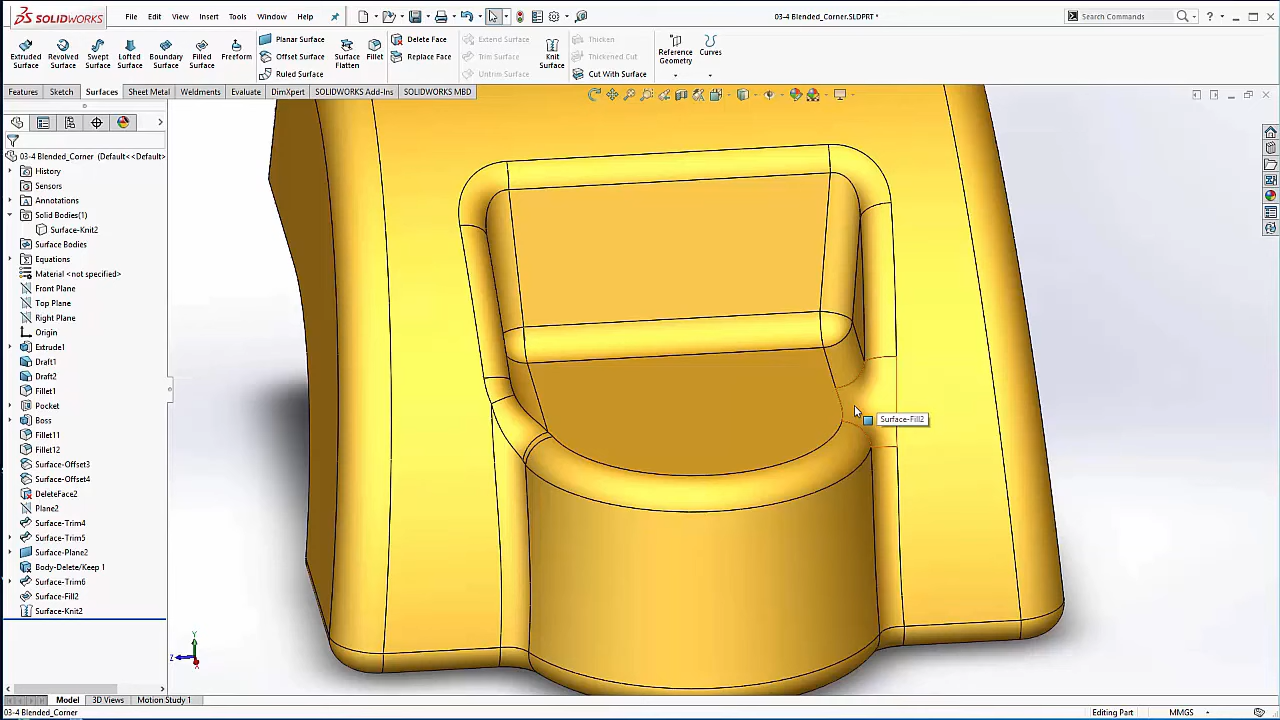 SOLIDWORKS
File Edit View Insert Tools Window Help
03-4 Blended_Corner.SLDPRT *
Search Commands
Extruded Surface
Revolved Surface
Swept Surface
Lofted Surface
Boundary Surface
Filled Surface
Freeform
Planar Surface
Offset Surface
Ruled Surface
Surface Flatten
Fillet
Delete Face
Replace Face
Extend Surface
Trim Surface
Untrim Surface
Knit Surface
Thicken
Thickened Cut
Cut With Surface
Reference Geometry
Curves
Features Sketch Surfaces Sheet Metal Weldments Evaluate DimXpert SOLIDWORKS Add-Ins SOLIDWORKS MBD
03-4 Blended_Corner (Default<<Default>
History
Sensors
Annotations
Solid Bodies(1)
Surface-Knit2
Surface Bodies
Equations
Material <not specified>
Front Plane
Top Plane
Right Plane
Origin
Extrude1
Draft1
Draft2
Fillet1
Pocket
Boss
Fillet11
Fillet12
Surface-Offset3
Surface-Offset4
DeleteFace2
Plane2
Surface-Trim4
Surface-Trim5
Surface-Plane2
Body-Delete/Keep 1
Surface-Trim6
Surface-Fill2
Surface-Knit2
Surface-Fill2
Y
Z
X
Model 3D Views Motion Study 1
03-4 Blended_Corner
Editing Part
MMGS